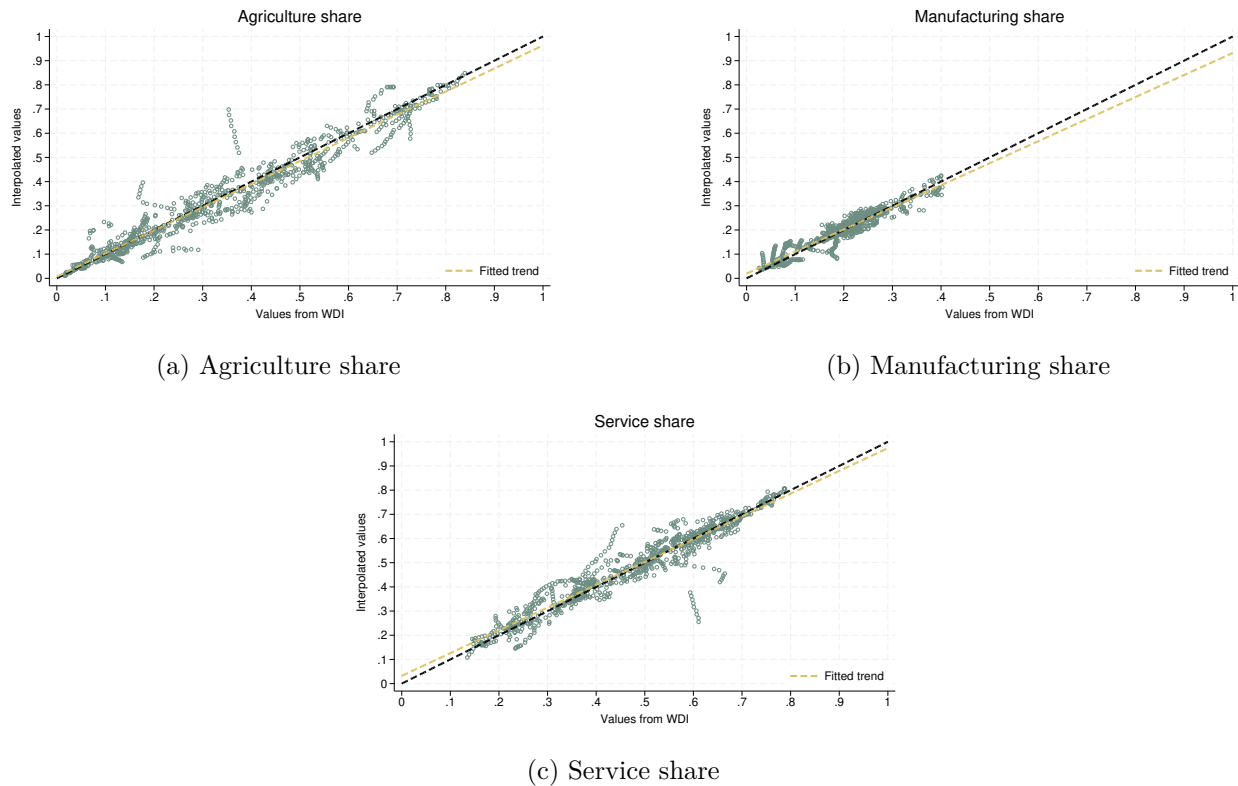 Agriculture share
Interpolated values
1
.9
.8
.7
.6
.5
.4
.3
.2
.1
0
Fitted trend
0 .1 .2 .3 .4 .5 .6 .7 .8 .9 1
Values from WDI
(a) Agriculture share
Manufacturing share
Interpolated values
1
.9
.8
.7
.6
.5
.4
.3
.2
.1
0
Fitted trend
0 .1 .2 .3 .4 .5 .6 .7 .8 .9 1
Values from WDI
(b) Manufacturing share
Service share
Interpolated values
1
.9
.8
.7
.6
.5
.4
.3
.2
.1
0
Fitted trend
0 .1 .2 .3 .4 .5 .6 .7 .8 .9 1
Values from WDI
(c) Service share